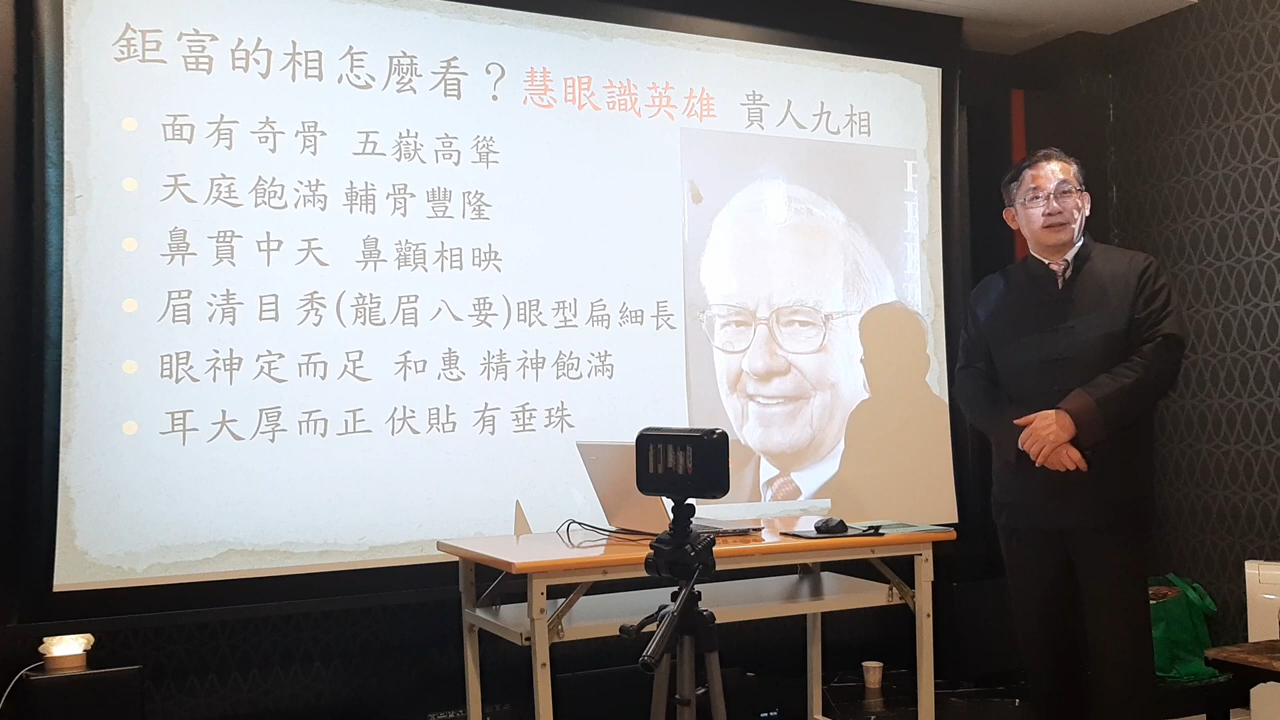 鉅富的相怎麼看？慧眼識英雄 貴人九相
面有奇骨 五嶽高聳
天庭飽滿 輔骨豐隆
鼻貫中天 鼻顴相映
眉清目秀(龍眉八要)眼型扁細長
眼神定而足 和惠 精神飽滿
耳大厚而正 伏貼 有垂珠